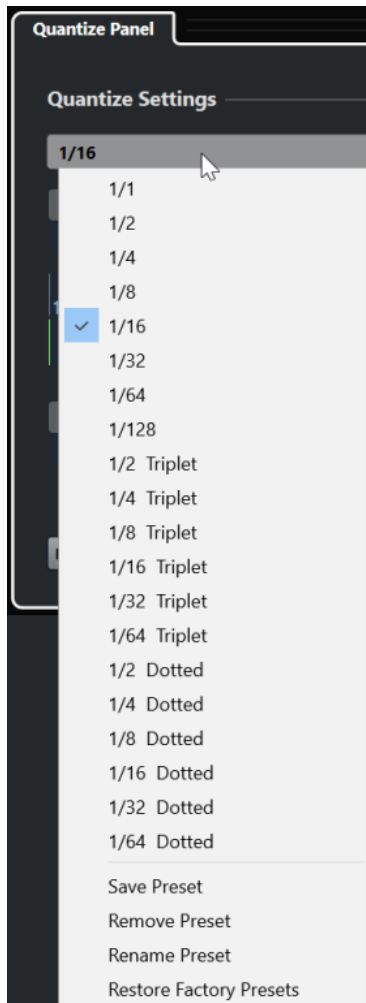 Quantize Panel
Quantize Settings
1/16
1/1
1/2
1/4
1/8
1/16
1/32
1/64
1/128
1/2 Triplet
1/4 Triplet
1/8 Triplet
1/16 Triplet
1/32 Triplet
1/64 Triplet
1/2 Dotted
1/4 Dotted
1/8 Dotted
1/16 Dotted
1/32 Dotted
1/64 Dotted
Save Preset
Remove Preset
Rename Preset
Restore Factory Presets